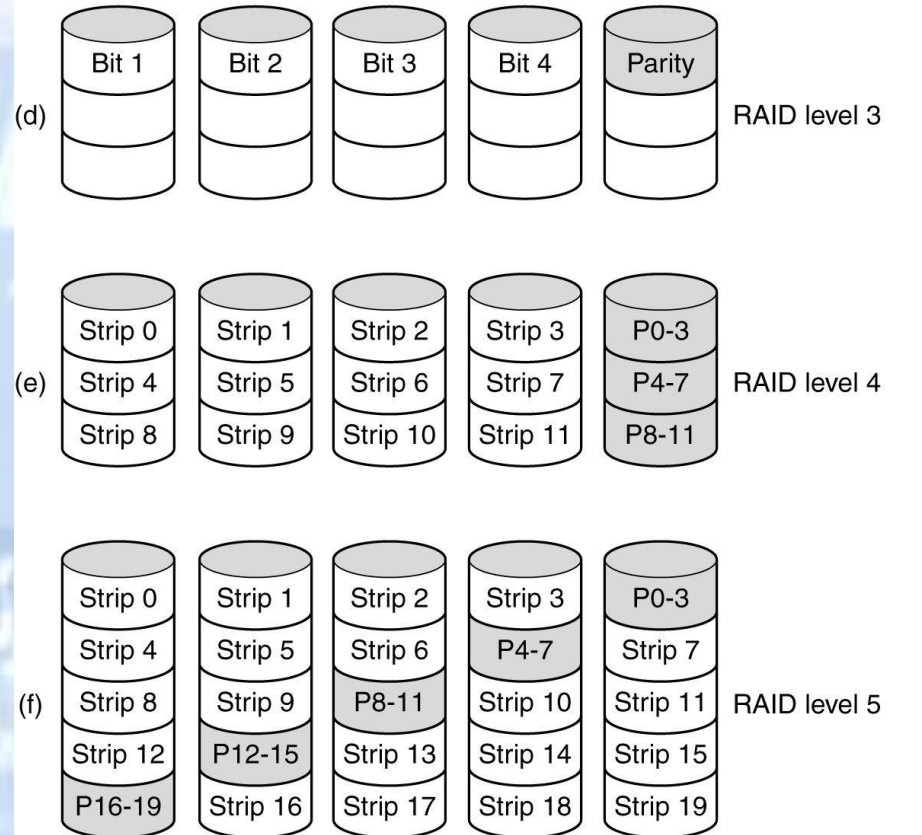 Bit 1 Bit 2 Bit 3 Bit 4 Parity
(d) RAID level 3
Strip 0 Strip 1 Strip 2 Strip 3 P0-3
(e) Strip 4 Strip 5 Strip 6 Strip 7 P4-7 RAID level 4
Strip 8 Strip 9 Strip 10 Strip 11 P8-11
Strip 0 Strip 1 Strip 2 Strip 3 P0-3
Strip 4 Strip 5 Strip 6 P4-7 Strip 7
(f) Strip 8 Strip 9 P8-11 Strip 10 Strip 11 RAID level 5
Strip 12 P12-15 Strip 13 Strip 14 Strip 15
P16-19 Strip 16 Strip 17 Strip 18 Strip 19